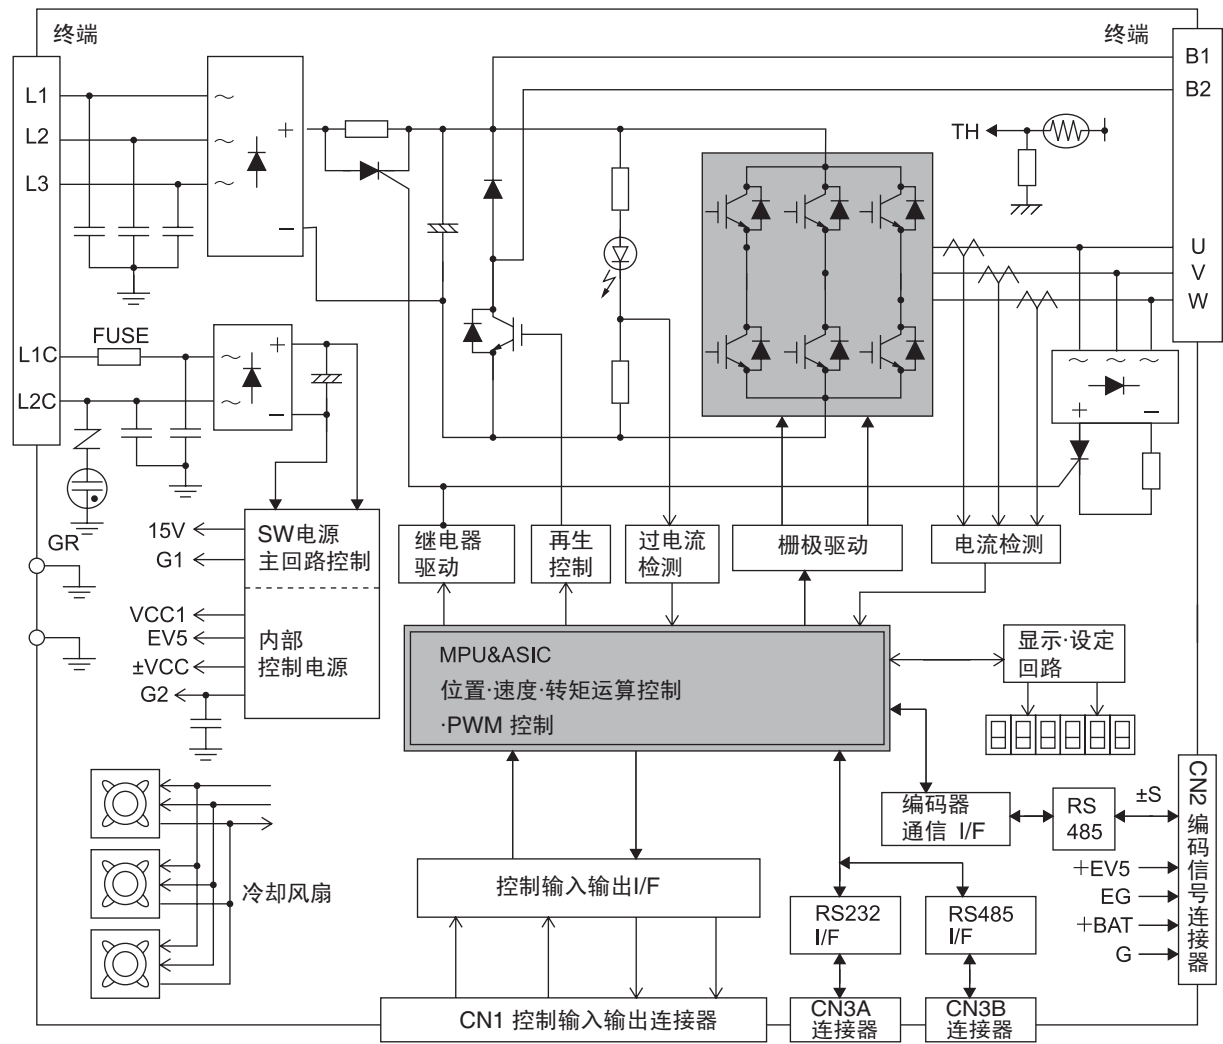 终端
终端
L1
L2
L3
B1
B2
TH
U
V
W
FUSE
L1C
L2C
GR
15V
G1
VCC1
EV5
±VCC
G2
SW电源
主回路控制
内部
控制电源
继电器
驱动
再生
控制
过电流
检测
栅极驱动
电流检测
MPU&ASIC
位置·速度·转矩运算控制
·PWM 控制
显示·设定
回路
编码器
通信 I/F
RS
485
±S
+EV5
EG
+BAT
G
CN2 编码信号连接器
冷却风扇
控制输入输出I/F
RS232
I/F
RS485
I/F
CN1 控制输入输出连接器
CN3A
连接器
CN3B
连接器